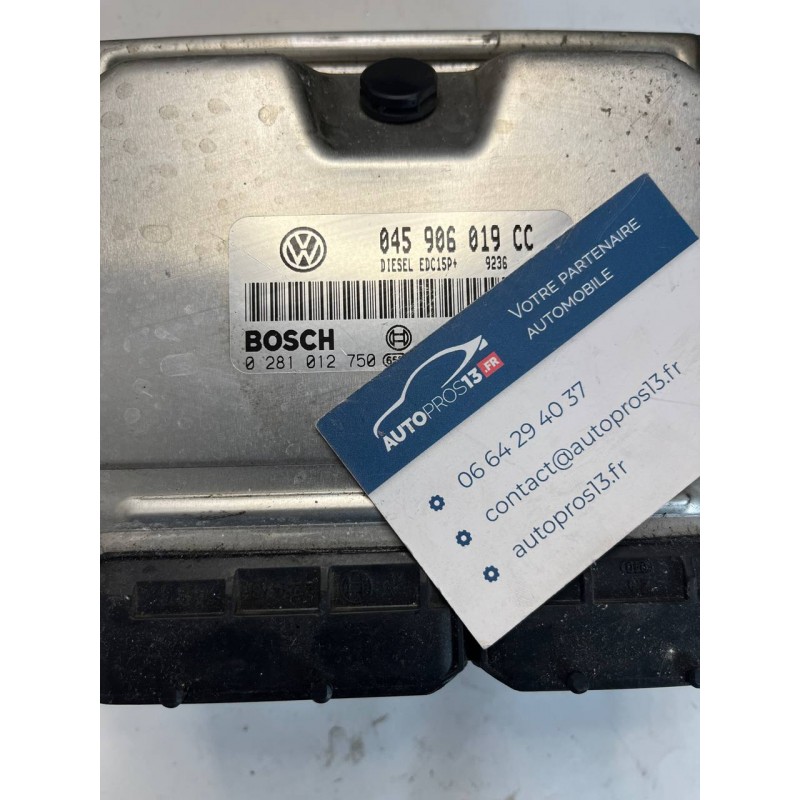 045 906 019 CC
DIESEL EDC15P+ 9236
BOSCH
0 281 012 750
VOTRE PARTENAIRE
AUTOMOBILE
AUTOPROS13.FR
06 64 29 40 37
contact@autopros13.fr
autopros13.fr